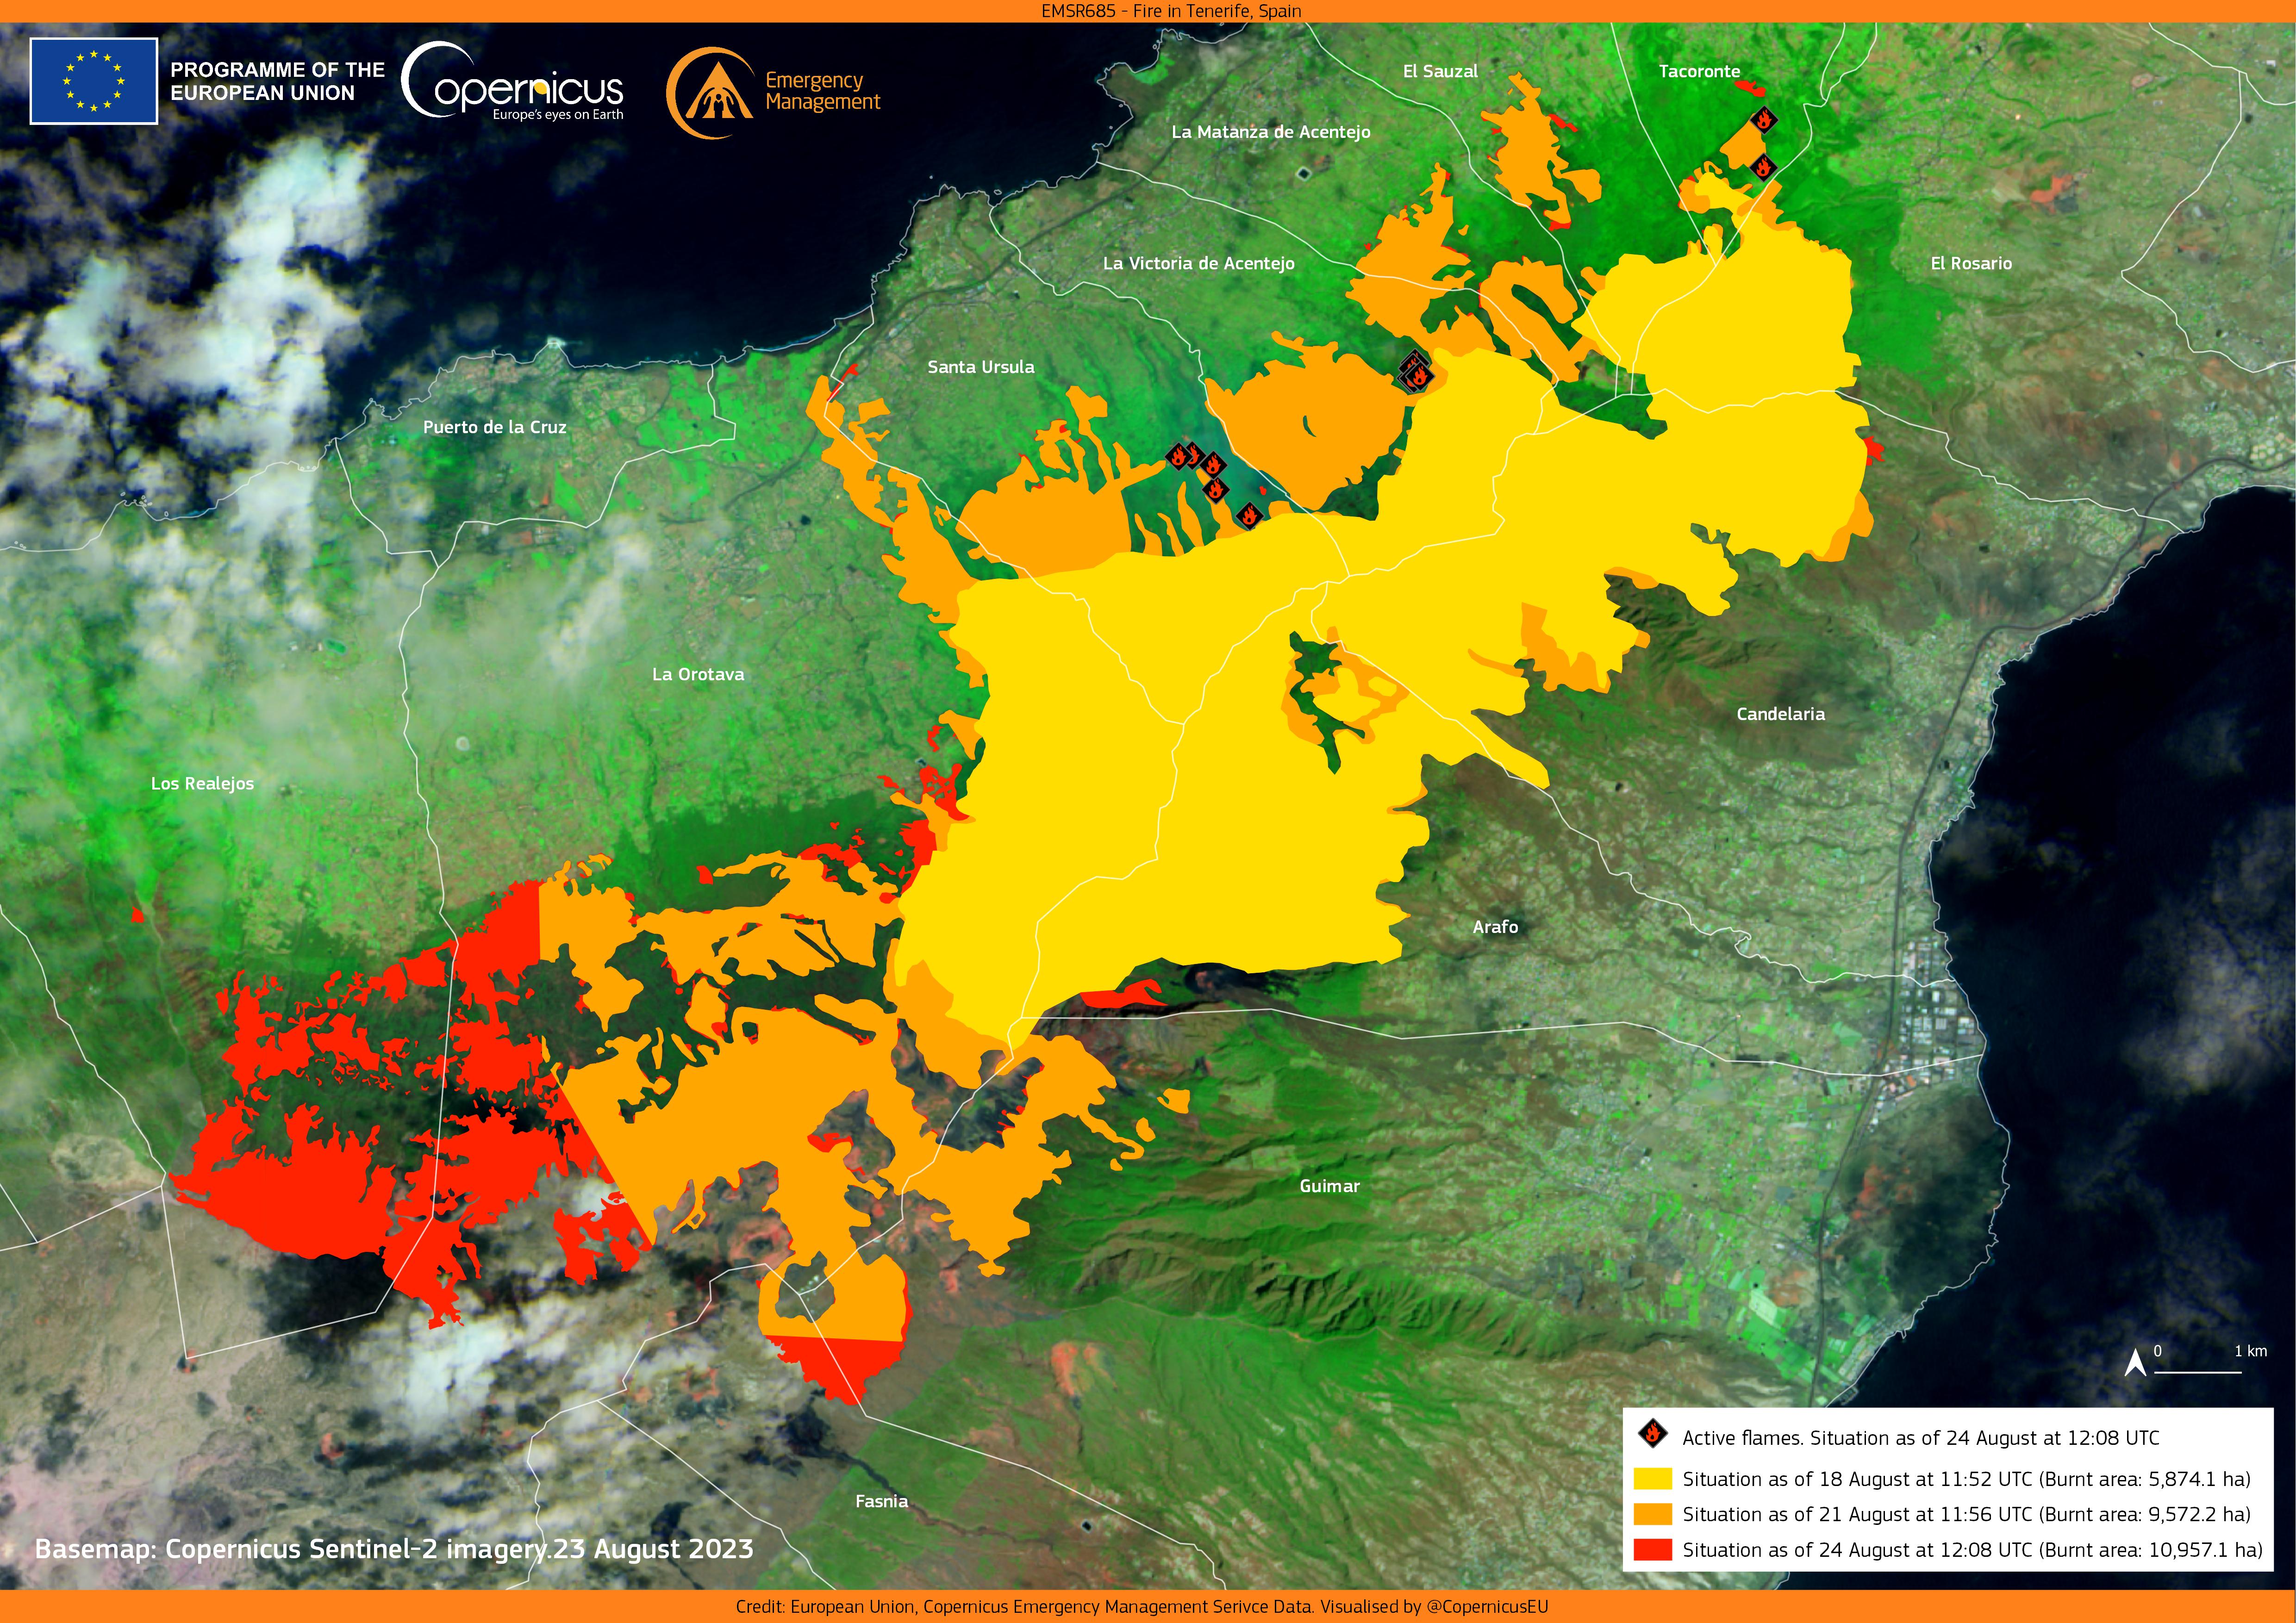 EMSR685 - Fire in Tenerife, Spain
PROGRAMME OF THE
EUROPEAN UNION
Copernicus
Europe's eyes on Earth
Emergency
Management
El Sauzal
Tacoronte
La Matanza de Acentejo
La Victoria de Acentejo
El Rosario
Santa Ursula
Puerto de la Cruz
La Orotava
Candelaria
Los Realejos
Arafo
Guimar
0 1 km
Active flames. Situation as of 24 August at 12:08 UTC
Situation as of 18 August at 11:52 UTC (Burnt area: 5,874.1 ha)
Situation as of 21 August at 11:56 UTC (Burnt area: 9,572.2 ha)
Situation as of 24 August at 12:08 UTC (Burnt area: 10,957.1 ha)
Fasnia
Basemap: Copernicus Sentinel-2 imagery.23 August 2023
Credit: European Union, Copernicus Emergency Management Serivce Data. Visualised by @CopernicusEU